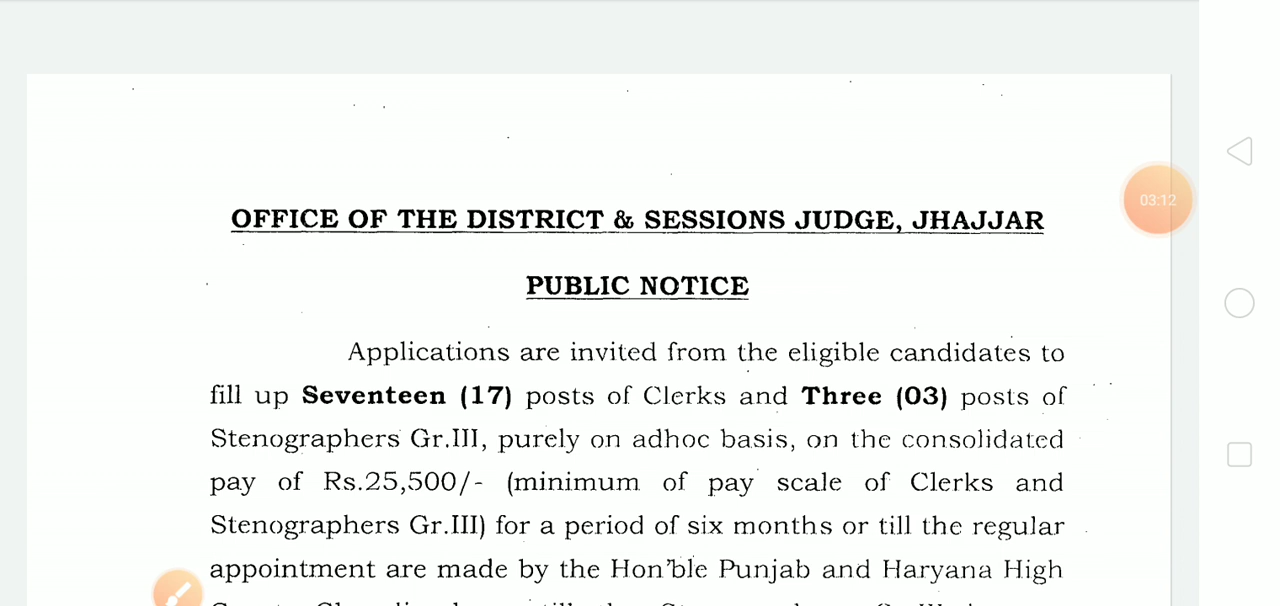 OFFICE OF THE DISTRICT & SESSIONS JUDGE, JHAJJAR
03:12
PUBLIC NOTICE
Applications are invited from the eligible candidates to
fill up Seventeen (17) posts of Clerks and Three (03) posts of
Stenographers Gr.III, purely on adhoc basis, on the consolidated
pay of Rs.25,500/- (minimum of pay scale of Clerks and
Stenographers Gr.III) for a period of six months or till the regular
appointment are made by the Hon'ble Punjab and Haryana High